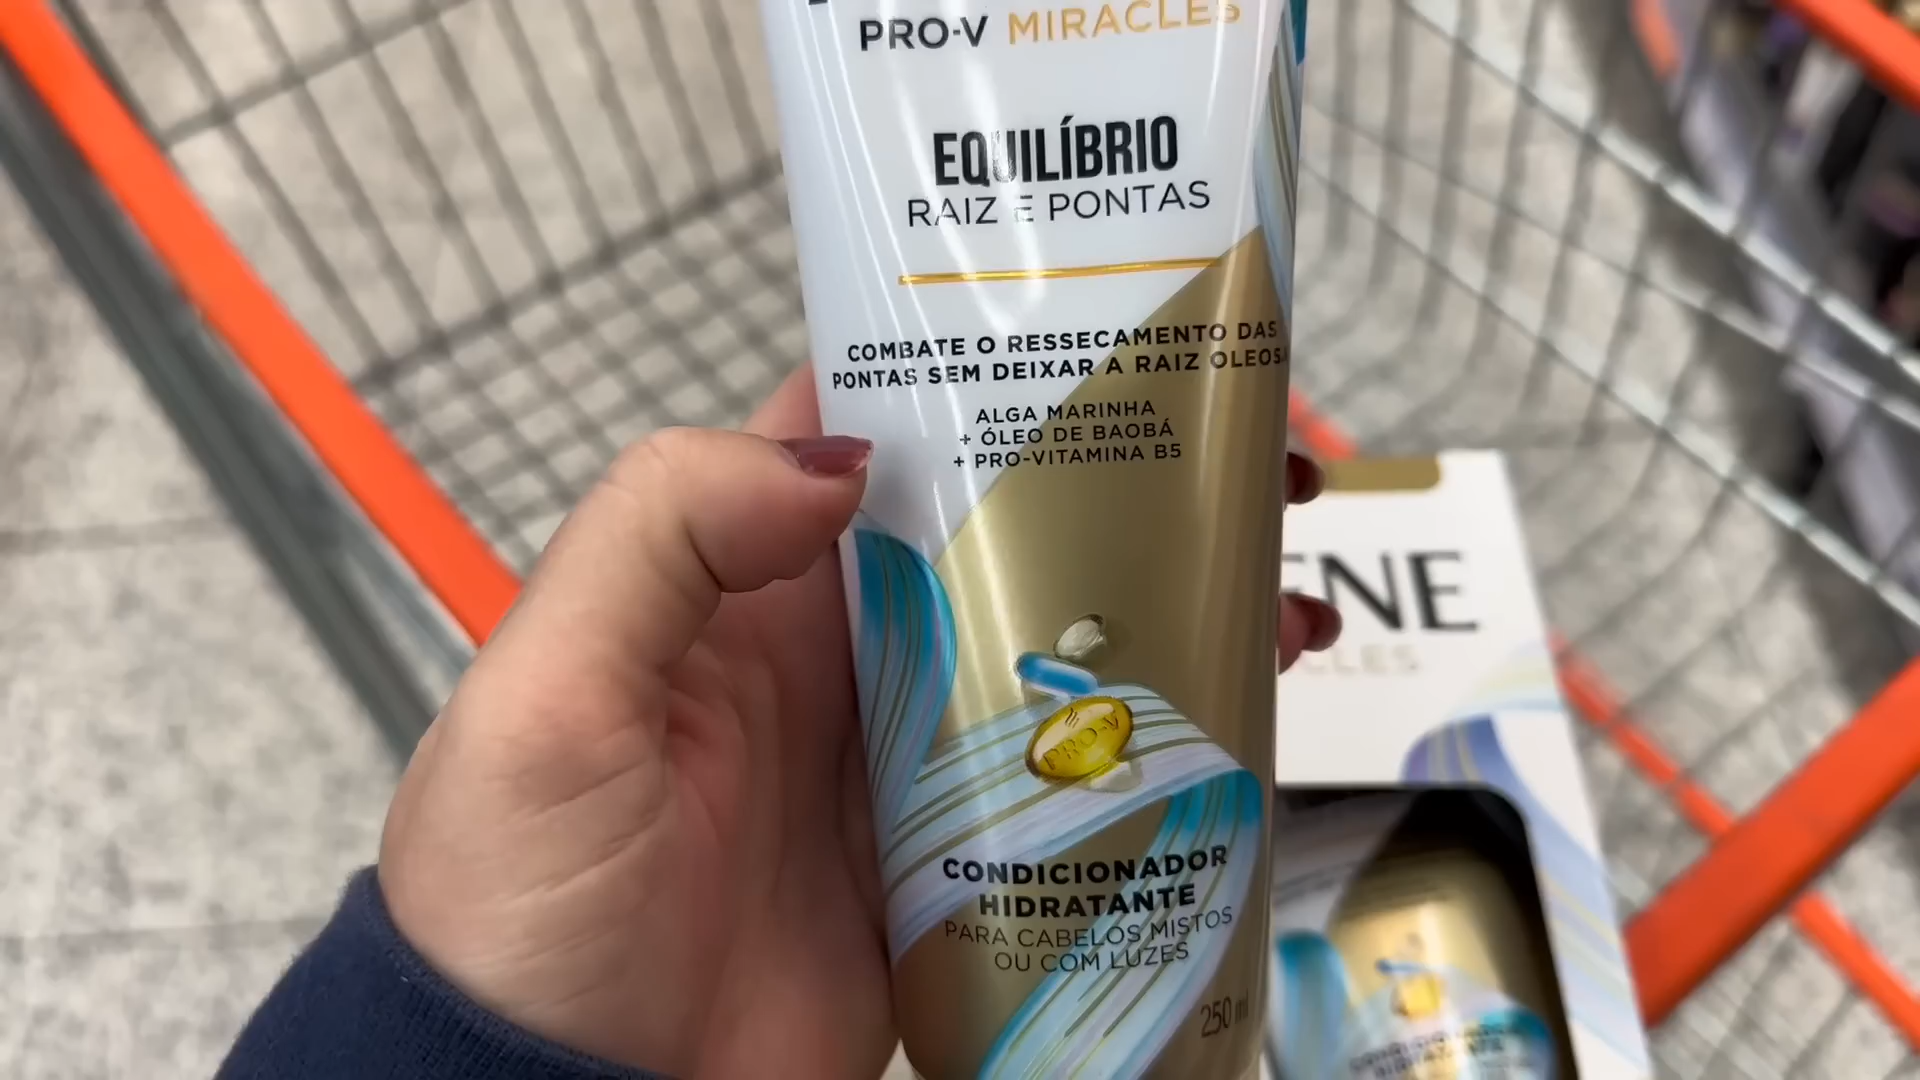 PRO-V MIRACLES
EQUILÍBRIO
RAIZ E PONTAS
COMBATE O RESSECAMENTO DAS
PONTAS SEM DEIXAR A RAIZ OLEOSA
ALGA MARINHA
+ ÓLEO DE BAOBÁ
+ PRO-VITAMINA B5
PRO-V
CONDICIONADOR
HIDRATANTE
PARA CABELOS MISTOS
OU COM LUZES
250 ml
ENE